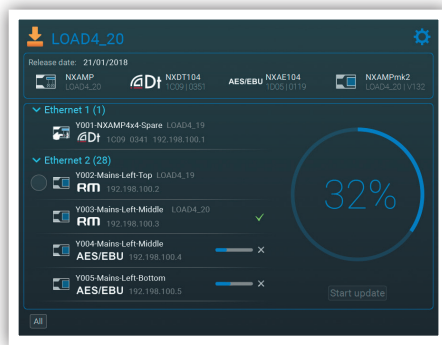 LOAD4_20
Release date: 21/01/2018
NXAMP
LOAD4_20
Dt NXDT104
1C09 | 0351
AES/EBU NXAE104
1005 | 0119
NXAMPmk2
LOAD4_20 | V132
Ethernet 1 (1)
Y001-NXAMP4x4-Spare LOAD4_19
Dt 1C09 0341 192.198.100.1
Ethernet 2 (28)
Y002-Mains-Left-Top LOAD4_19
RM 192.198.100.2
Y003-Mains-Left-Middle LOAD4_20
RM 192.198.100.3
Y004-Mains-Left-Middle
AES/EBU 192.198.100.4
Y005-Mains-Left-Bottom
AES/EBU 192.198.100.5
32%
Start update
All